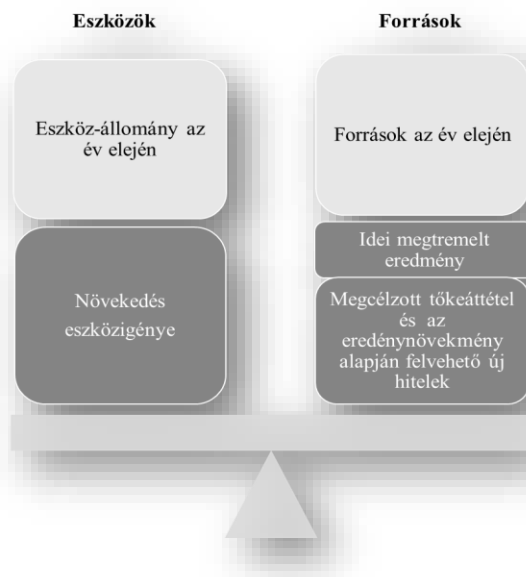 Eszközök
Források
Eszköz-állomány az
év elején
Források az év elején
Idei megtremelt
eredmény
Növekedés
eszközigénye
Megcélzott tőkeáttétel
és az
eredénynövekmény
alapján felvehető új
hitelek